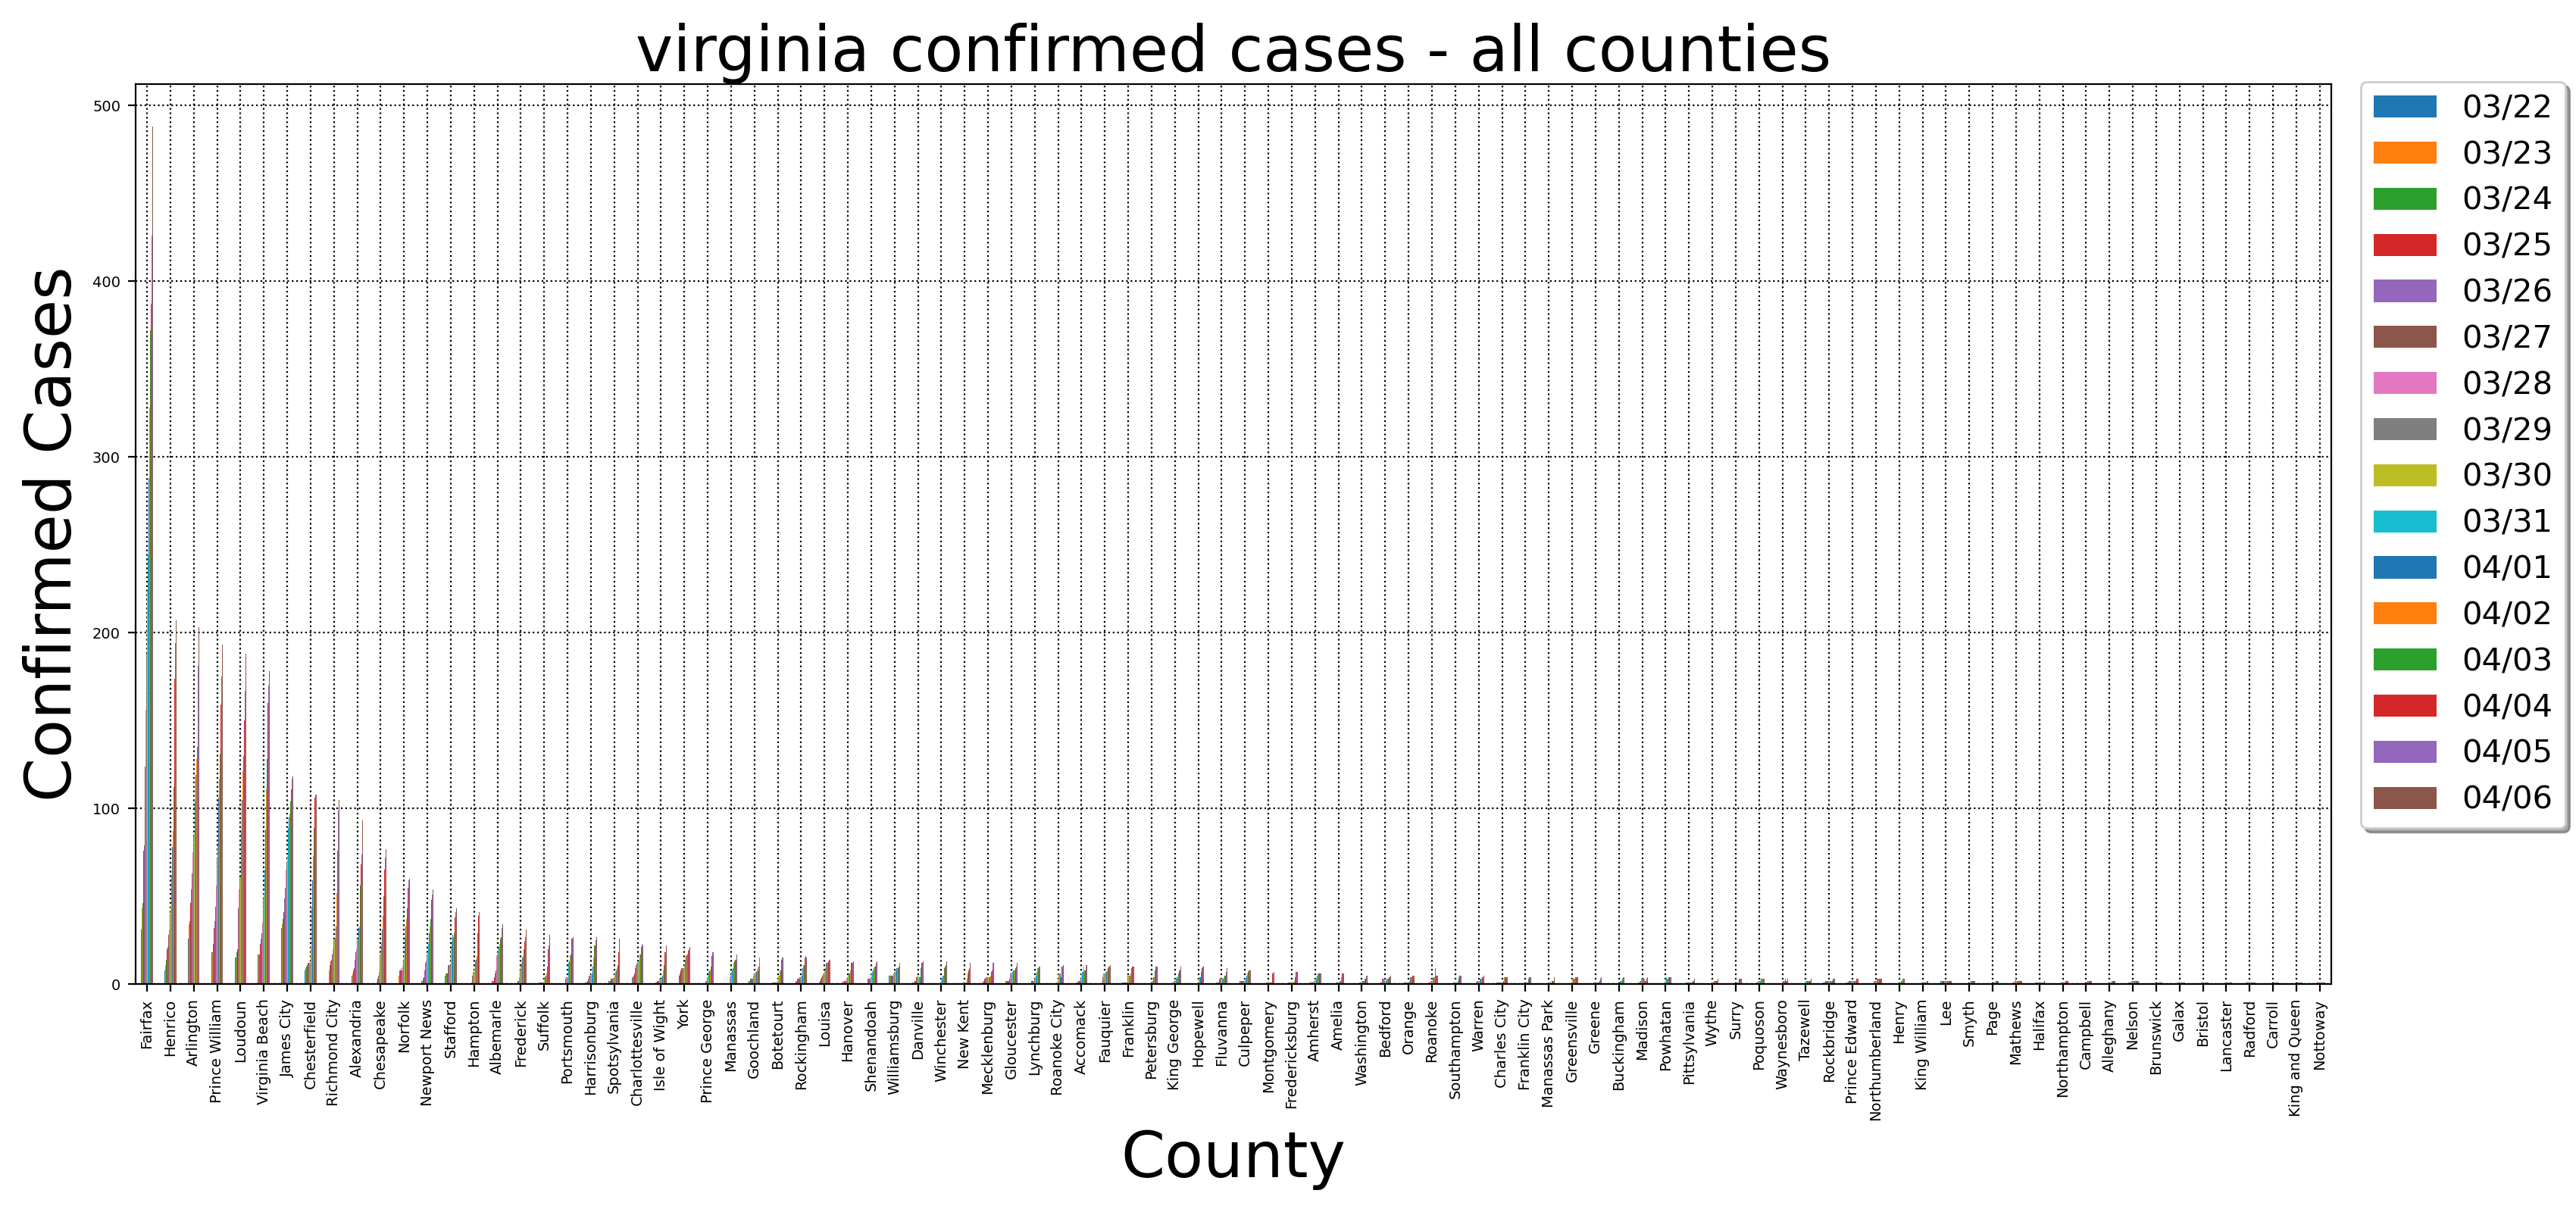 virginia confirmed cases - all counties
Confirmed Cases
500
400
300
200
100
0
Fairfax
Henrico
Arlington
Prince William
Loudoun
Virginia Beach
James City
Chesterfield
Richmond City
Alexandria
Chesapeake
Norfolk
Newport News
Stafford
Hampton
Albemarle
Frederick
Suffolk
Portsmouth
Harrisonburg
Spotsylvania
Charlottesville
Isle of Wight
York
Prince George
Manassas
Goochland
Botetourt
Rockingham
Louisa
Hanover
Shenandoah
Williamsburg
Danville
Winchester
New Kent
Mecklenburg
Gloucester
Lynchburg
Roanoke City
Accomack
Fauquier
Franklin
Petersburg
King George
Hopewell
Fluvanna
Culpeper
Montgomery
Fredericksburg
Amherst
Amelia
Washington
Bedford
Orange
Roanoke
Southampton
Warren
Charles City
Franklin City
Manassas Park
Greensville
Greene
Buckingham
Madison
Powhatan
Pittsylvania
Wythe
Surry
Poquoson
Waynesboro
Tazewell
Rockbridge
Prince Edward
Northumberland
Henry
King William
Lee
Smyth
Page
Mathews
Halifax
Northampton
Campbell
Alleghany
Nelson
Brunswick
Galax
Bristol
Lancaster
Radford
Carroll
King and Queen
Nottoway
County
03/22
03/23
03/24
03/25
03/26
03/27
03/28
03/29
03/30
03/31
04/01
04/02
04/03
04/04
04/05
04/06